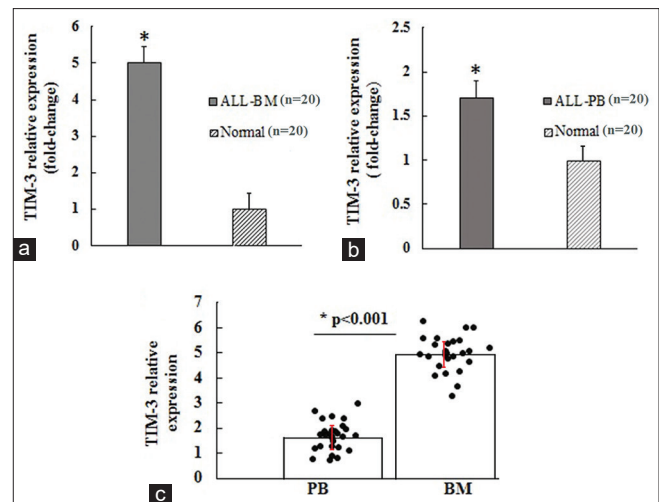 TIM-3 relative expression
(fold-change)
6
5
4
3
2
1
0
*
ALL-BM (n=20)
Normal (n=20)
a
TIM-3 relative expression
( fold-change)
2.5
2
1.5
1
0.5
0
*
ALL-PB (n=20)
Normal (n=20)
b
TIM-3 relative
expression
7
6
5
4
3
2
1
0
* p<0.001
PB
BM
c